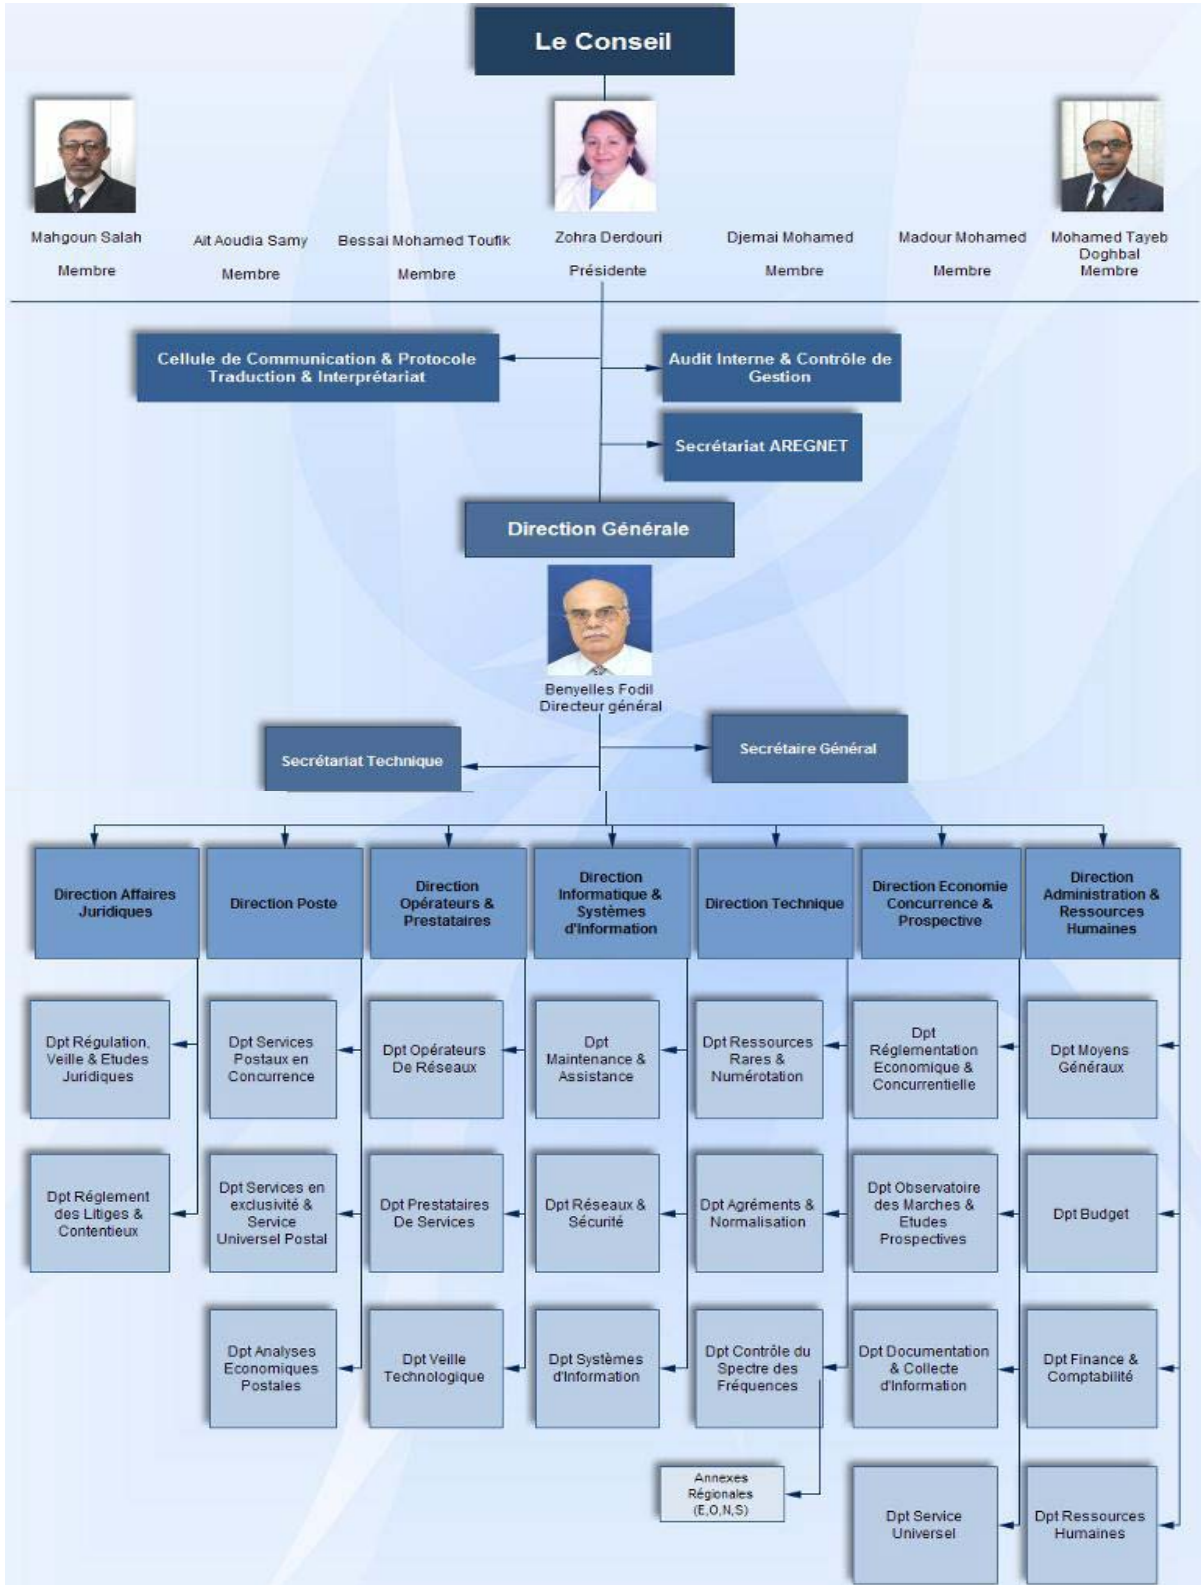 Le Conseil
Mahgoun Salah
Membre
Ait Aoudia Samy
Membre
Bessai Mohamed Toufik
Membre
Zohra Derdouri
Présidente
Djemai Mohamed
Membre
Madour Mohamed
Membre
Mohamed Tayeb
Doghbal
Membre
Cellule de Communication & Protocole
Traduction & Interprétariat
Audit Interne & Contrôle de
Gestion
Secrétariat AREGNET
Direction Générale
Benyelles Fodil
Directeur général
Secrétariat Technique
Secrétaire Général
Direction Affaires
Juridiques
Direction Poste
Direction
Opérateurs &
Prestataires
Direction
Informatique &
Systèmes
d'Information
Direction Technique
Direction Economie
Concurrence &
Prospective
Direction
Administration &
Ressources
Humaines
Dpt Régulation,
Veille & Etudes
Juridiques
Dpt Services
Postaux en
Concurrence
Dpt Opérateurs
De Réseaux
Dpt
Maintenance &
Assistance
Dpt Ressources
Rares &
Numérotation
Dpt
Réglementation
Economique &
Concurrentielle
Dpt Moyens
Généraux
Dpt Réglement
des Litiges &
Contentieux
Dpt Services en
exclusivité &
Service
Universel Postal
Dpt Prestataires
De Services
Dpt Réseaux &
Sécurité
Dpt Agréments &
Normalisation
Dpt Observatoire
des Marches &
Etudes
Prospectives
Dpt Budget
Dpt Analyses
Economiques
Postales
Dpt Veille
Technologique
Dpt Systèmes
d'Information
Dpt Contrôle du
Spectre des
Fréquences
Dpt Documentation
& Collecte
d'Information
Dpt Finance &
Comptabilité
Annexes
Régionales
(E,O,N,S)
Dpt Service
Universel
Dpt Ressources
Humaines